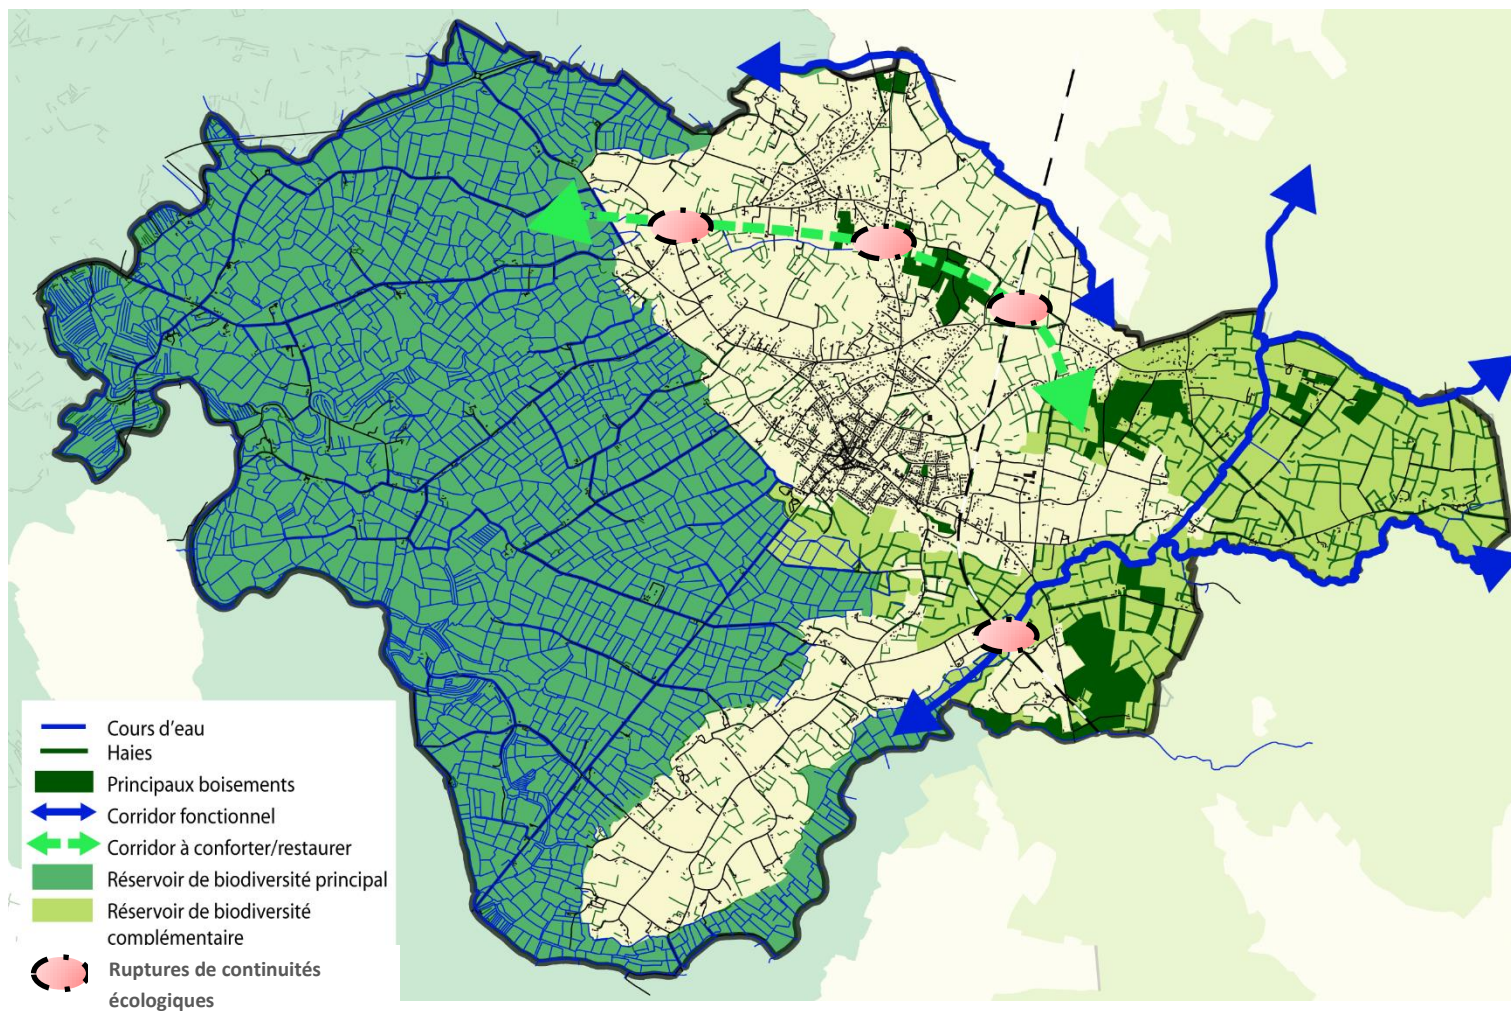 Cours d'eau
Haies
Principaux boisements
Corridor fonctionnel
Corridor à conforter/restaurer
Réservoir de biodiversité principal
Réservoir de biodiversité
complémentaire
Ruptures de continuités
écologiques